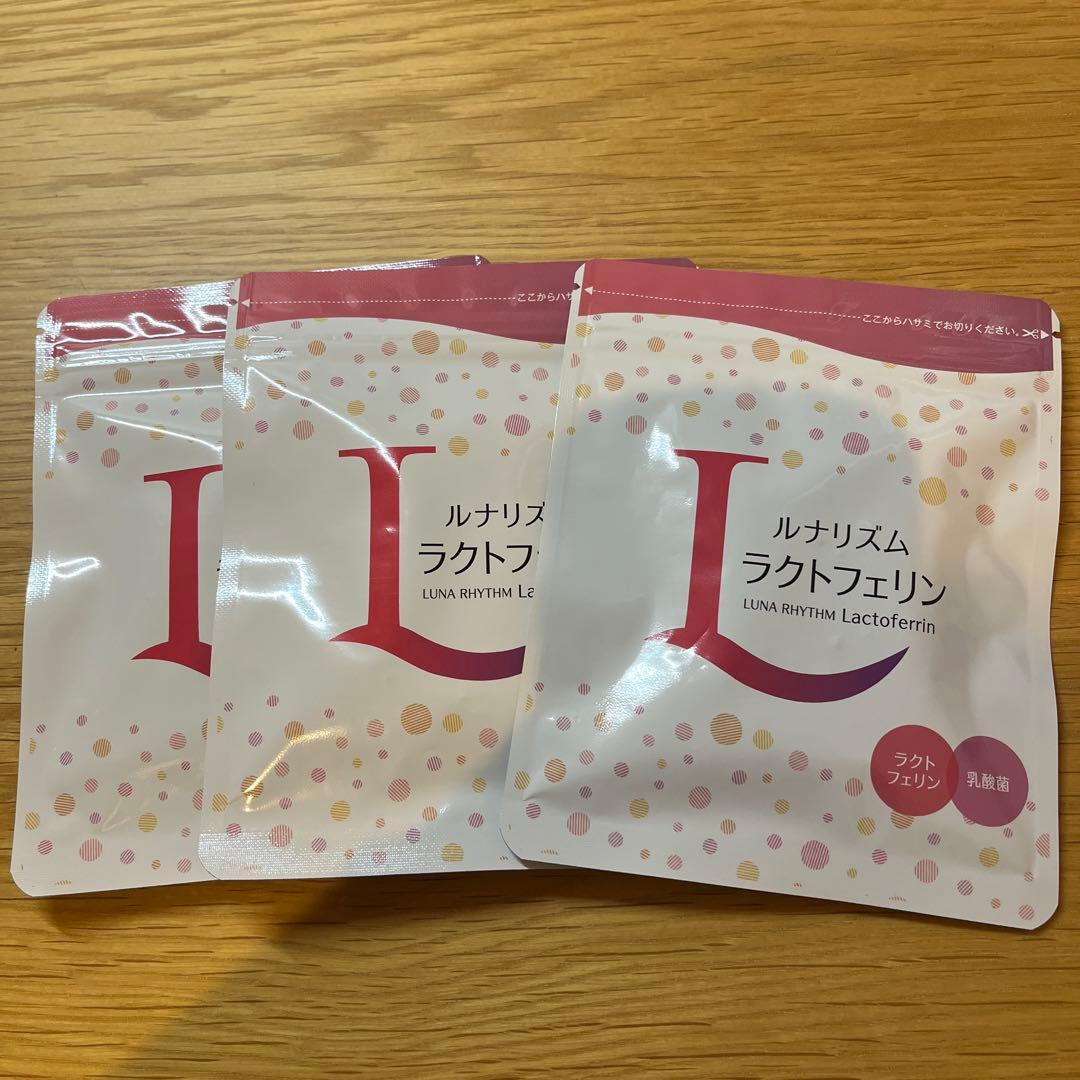 ここからハサ
L
ルナリズ
ラクトフ
LUNA RHYTHM La
ここからハサミでお切りください。
L
ルナリズム
ラクトフェリン
LUNA RHYTHM Lactoferrin
ラクト
フェリン
乳酸菌
L